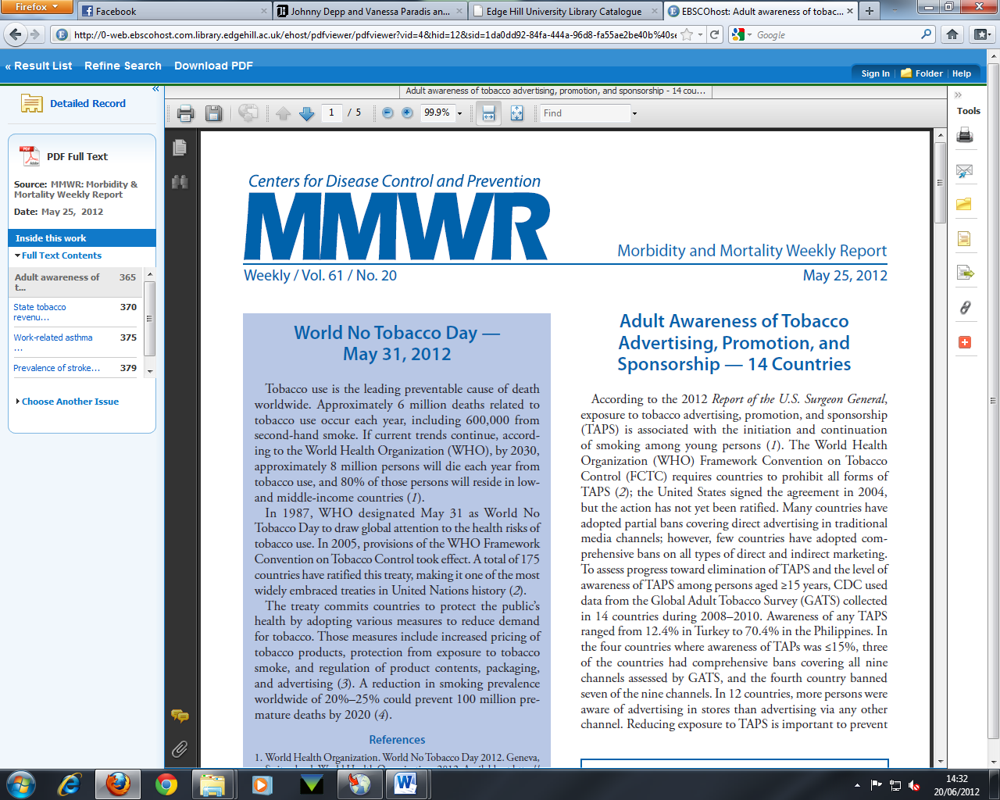 Firefox
Facebook
Johnny Depp and Vanessa Paradis an...
Edge Hill University Library Catalogue
EBSCOhost: Adult awareness of tobac...
http://0-web.ebscohost.com.library.edgehill.ac.uk/ehost/pdfviewer/pdfviewer?vid=4&hid=12&sid=1da0dd92-84fa-444a-96d8-fa55ae2be40b%40se
Google
« Result List Refine Search Download PDF
Sign In Folder Help
Detailed Record
PDF Full Text
Source: MMWR: Morbidity &
Mortality Weekly Report
Date: May 25, 2012
Inside this work
Full Text Contents
Adult awareness of 365
t...
State tobacco 370
revenu...
Work-related asthma 375
...
Prevalence of stroke... 379
Choose Another Issue
Adult awareness of tobacco advertising, promotion, and sponsorship - 14 cou...
1 / 5 99.9% Find
Tools
Centers for Disease Control and Prevention
MMWR
Morbidity and Mortality Weekly Report
Weekly / Vol. 61 / No. 20 May 25, 2012
World No Tobacco Day —
May 31, 2012
Tobacco use is the leading preventable cause of death
worldwide. Approximately 6 million deaths related to
tobacco use occur each year, including 600,000 from
second-hand smoke. If current trends continue, accord-
ing to the World Health Organization (WHO), by 2030,
approximately 8 million persons will die each year from
tobacco use, and 80% of those persons will reside in low-
and middle-income countries (1).
In 1987, WHO designated May 31 as World No
Tobacco Day to draw global attention to the health risks of
tobacco use. In 2005, provisions of the WHO Framework
Convention on Tobacco Control took effect. A total of 175
countries have ratified this treaty, making it one of the most
widely embraced treaties in United Nations history (2).
The treaty commits countries to protect the public's
health by adopting various measures to reduce demand
for tobacco. Those measures include increased pricing of
tobacco products, protection from exposure to tobacco
smoke, and regulation of product contents, packaging,
and advertising (3). A reduction in smoking prevalence
worldwide of 20%–25% could prevent 100 million pre-
mature deaths by 2020 (4).
References
1. World Health Organization. World No Tobacco Day 2012. Geneva,
Adult Awareness of Tobacco
Advertising, Promotion, and
Sponsorship — 14 Countries
According to the 2012 Report of the U.S. Surgeon General,
exposure to tobacco advertising, promotion, and sponsorship
(TAPS) is associated with the initiation and continuation
of smoking among young persons (1). The World Health
Organization (WHO) Framework Convention on Tobacco
Control (FCTC) requires countries to prohibit all forms of
TAPS (2); the United States signed the agreement in 2004,
but the action has not yet been ratified. Many countries have
adopted partial bans covering direct advertising in traditional
media channels; however, few countries have adopted com-
prehensive bans on all types of direct and indirect marketing.
To assess progress toward elimination of TAPS and the level of
awareness of TAPS among persons aged ≥15 years, CDC used
data from the Global Adult Tobacco Survey (GATS) collected
in 14 countries during 2008–2010. Awareness of any TAPS
ranged from 12.4% in Turkey to 70.4% in the Philippines. In
the four countries where awareness of TAPs was ≤15%, three
of the countries had comprehensive bans covering all nine
channels assessed by GATS, and the fourth country banned
seven of the nine channels. In 12 countries, more persons were
aware of advertising in stores than advertising via any other
channel. Reducing exposure to TAPS is important to prevent
14:32
20/06/2012